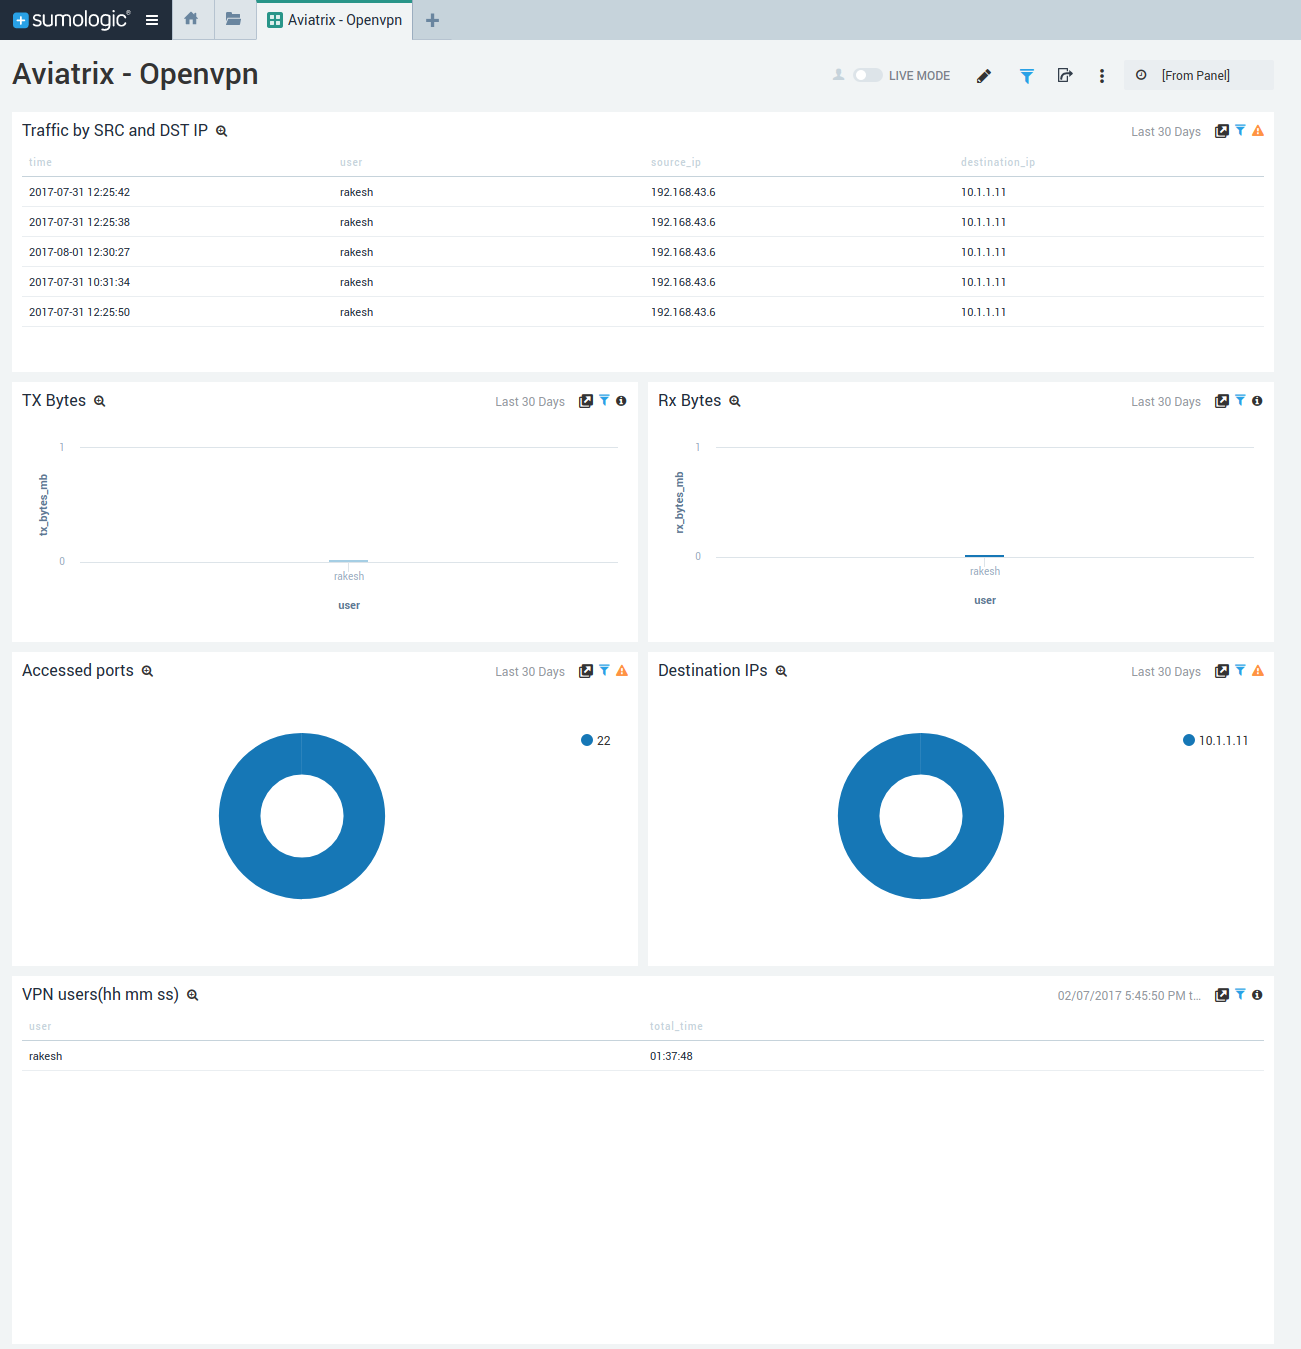 sumologic®
Aviatrix - Openvpn
Aviatrix - Openvpn
LIVE MODE
[From Panel]
Traffic by SRC and DST IP
Last 30 Days
time user source_ip destination_ip
2017-07-31 12:25:42 rakesh 192.168.43.6 10.1.1.11
2017-07-31 12:25:38 rakesh 192.168.43.6 10.1.1.11
2017-08-01 12:30:27 rakesh 192.168.43.6 10.1.1.11
2017-07-31 10:31:34 rakesh 192.168.43.6 10.1.1.11
2017-07-31 12:25:50 rakesh 192.168.43.6 10.1.1.11
TX Bytes
Last 30 Days
1
tx_bytes_mb
0
rakesh
user
Rx Bytes
Last 30 Days
1
rx_bytes_mb
0
rakesh
user
Accessed ports
Last 30 Days
22
Destination IPs
Last 30 Days
10.1.1.11
VPN users(hh mm ss)
02/07/2017 5:45:50 PM t...
user total_time
rakesh 01:37:48